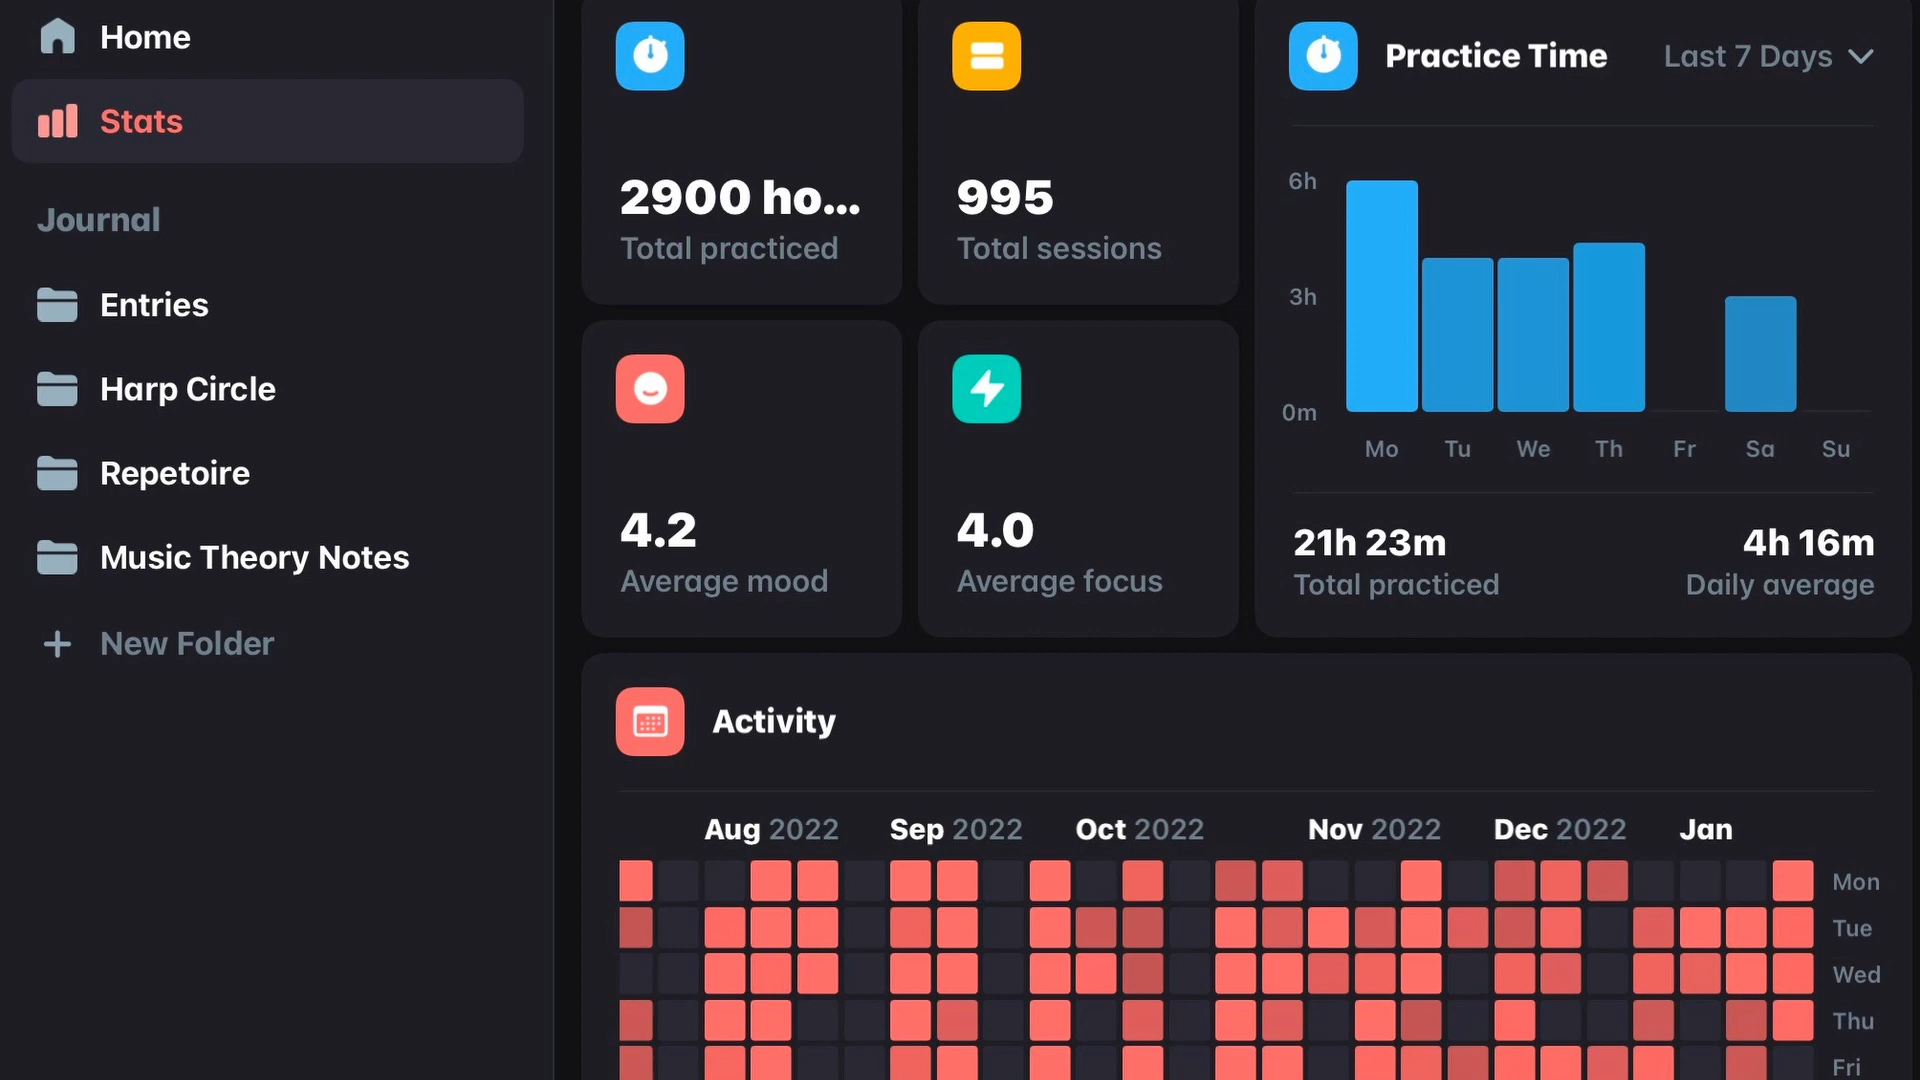 Home
Stats
Journal
Entries
Harp Circle
Repetoire
Music Theory Notes
New Folder
2900 ho...
Total practiced
995
Total sessions
4.2
Average mood
4.0
Average focus
Practice Time
Last 7 Days
6h
3h
0m
Mo Tu We Th Fr Sa Su
21h 23m
Total practiced
4h 16m
Daily average
Activity
Aug 2022 Sep 2022 Oct 2022 Nov 2022 Dec 2022 Jan
Mon
Tue
Wed
Thu
Fri